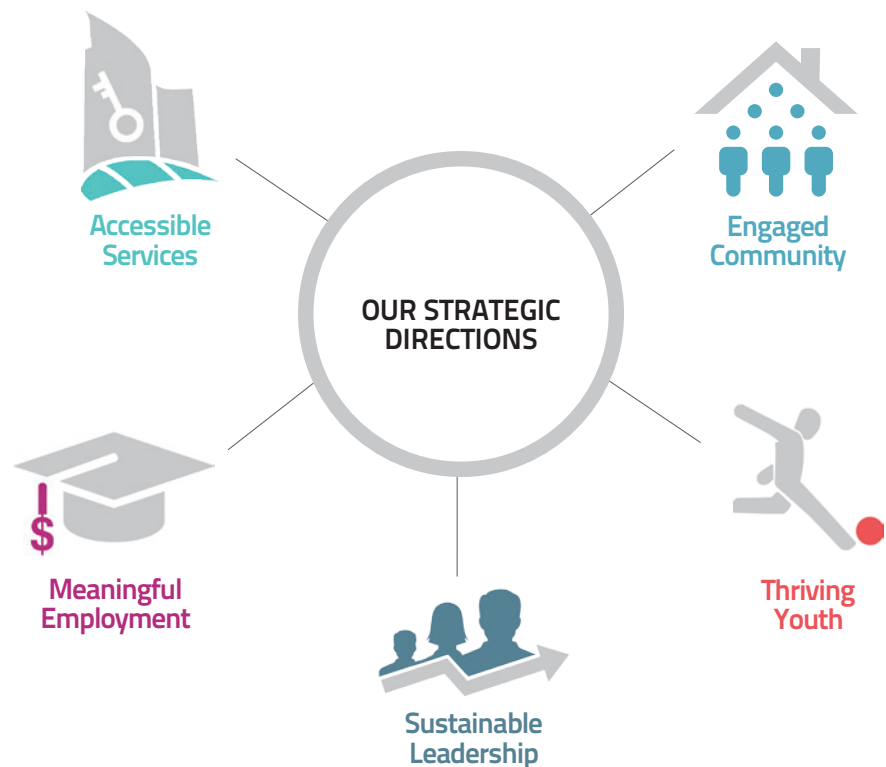 Accessible
Services
Engaged
Community
OUR STRATEGIC
DIRECTIONS
$
Meaningful
Employment
Thriving
Youth
Sustainable
Leadership